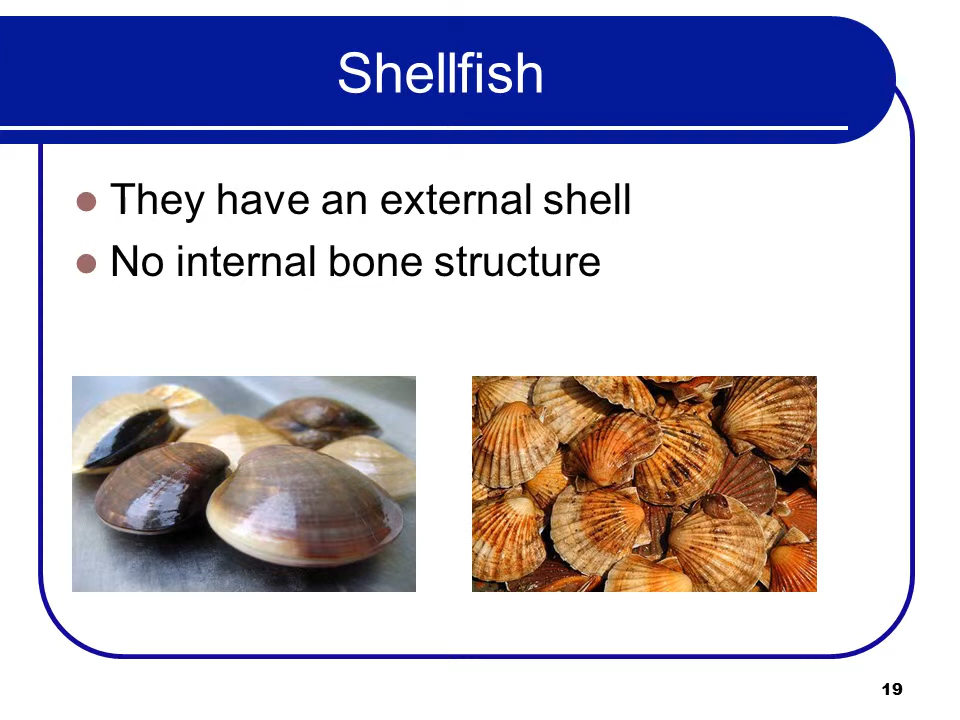 Shellfish
They have an external shell
No internal bone structure
19